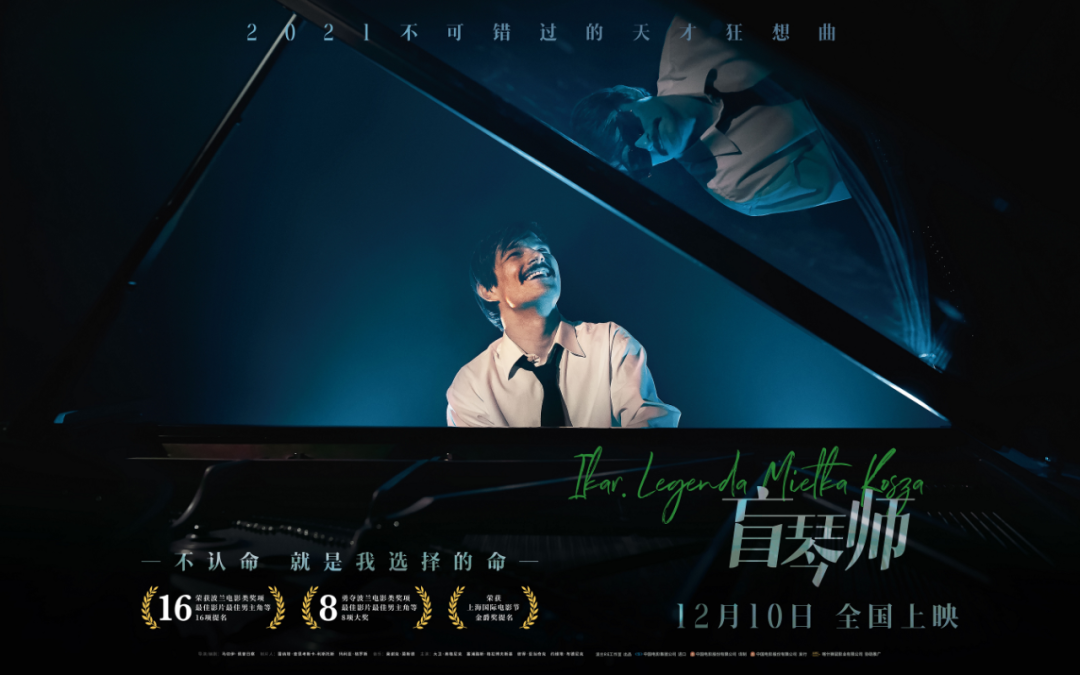 2021不可错过的天才狂想曲
Ikar. Legenda Mietka Kosza
盲琴师
不认命 就是我选择的命
16
荣获波兰电影类奖项
最佳影片最佳男主角等
16项提名
8
勇夺波兰电影类奖项
最佳影片最佳男主角等
8项大奖
荣获
上海国际电影节
金爵奖提名
12月10日 全国上映